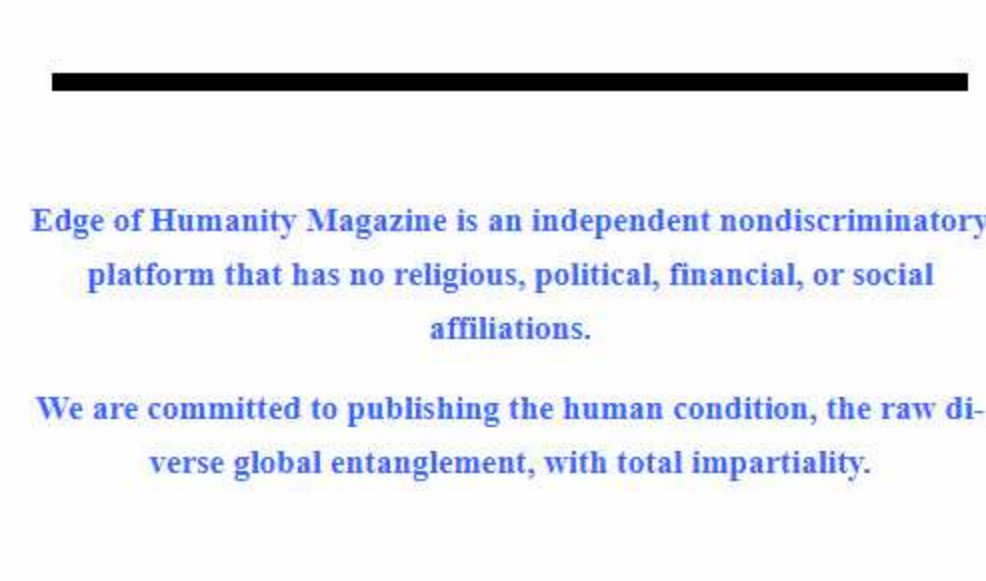 Edge of Humanity Magazine is an independent nondiscriminatory
platform that has no religious, political, financial, or social
affiliations.
We are committed to publishing the human condition, the raw di-
verse global entanglement, with total impartiality.